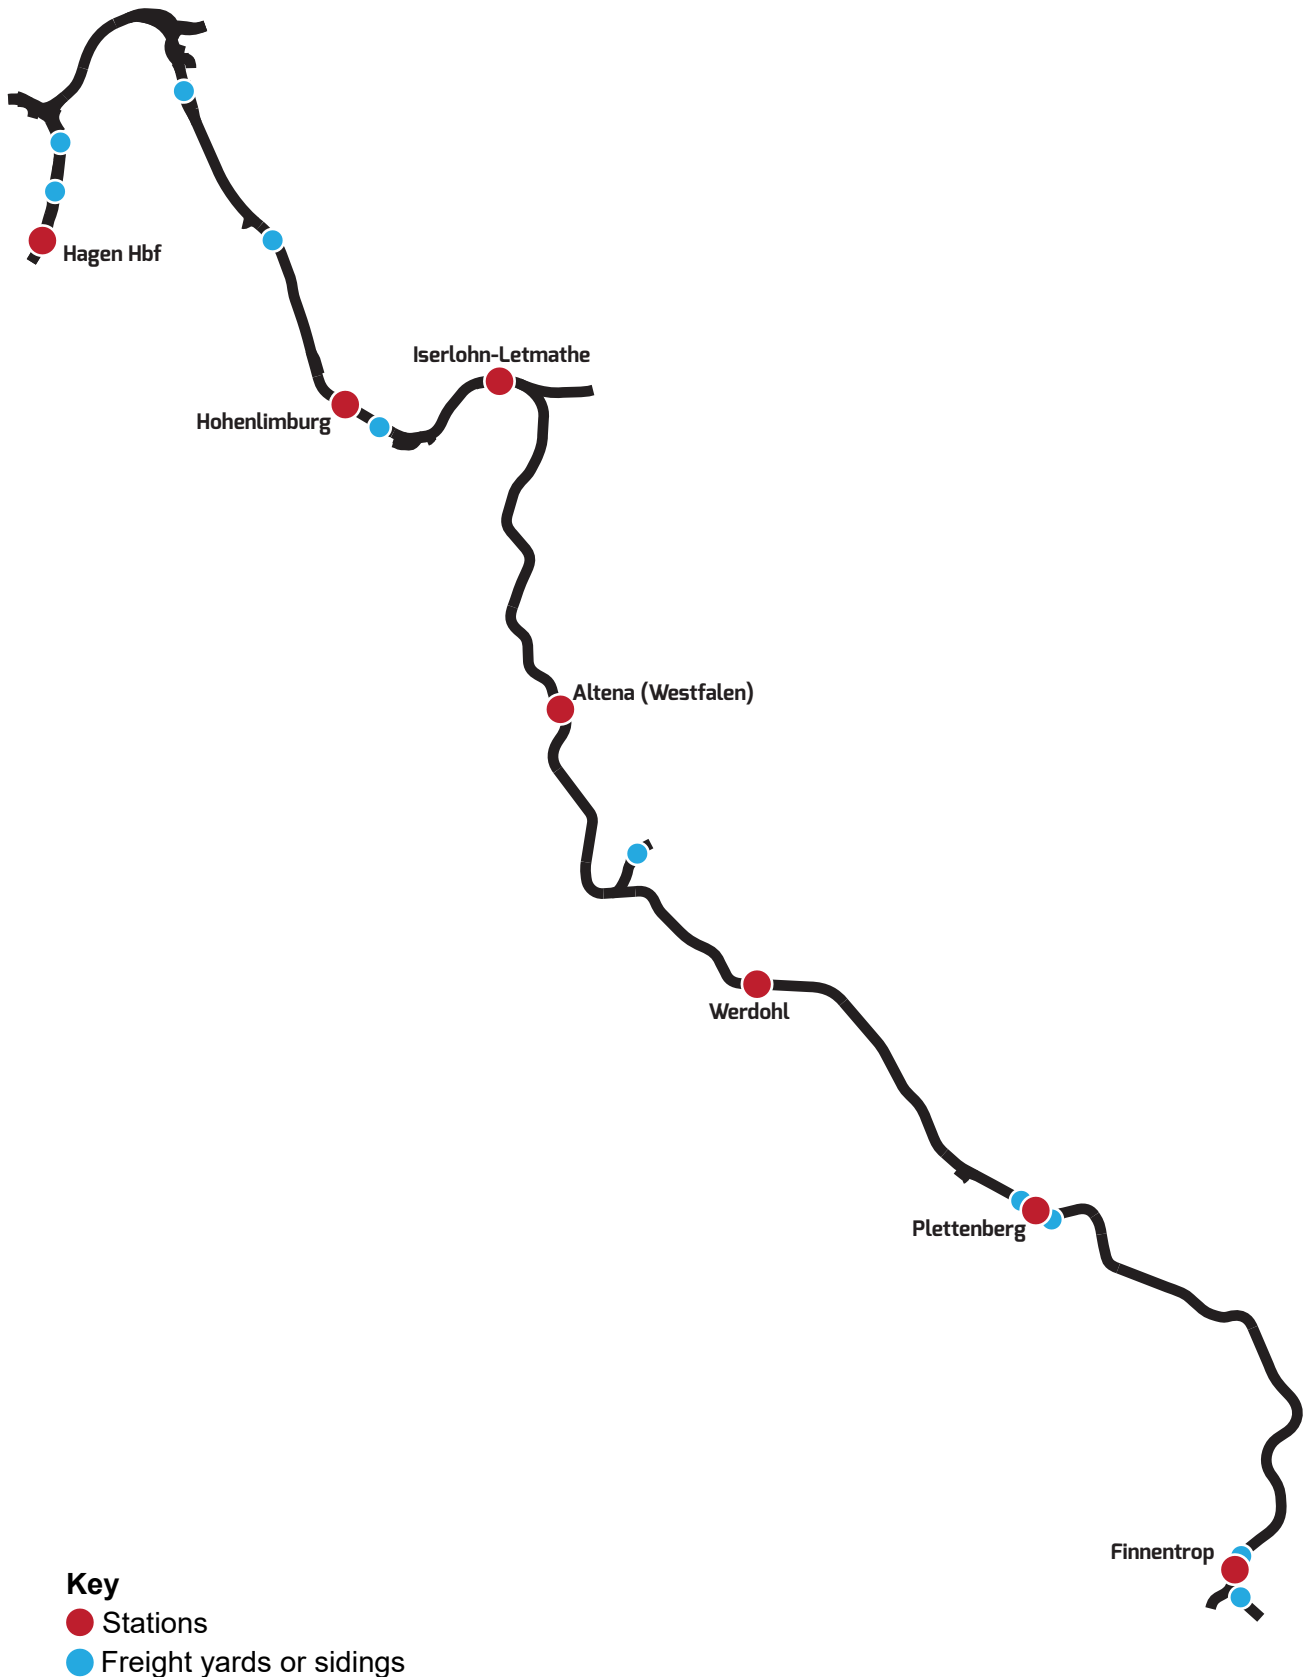 Hagen Hbf
Iserlohn-Letmathe
Hohenlimburg
Altena (Westfalen)
Werdohl
Plettenberg
Finnentrop
Key
Stations
Freight yards or sidings